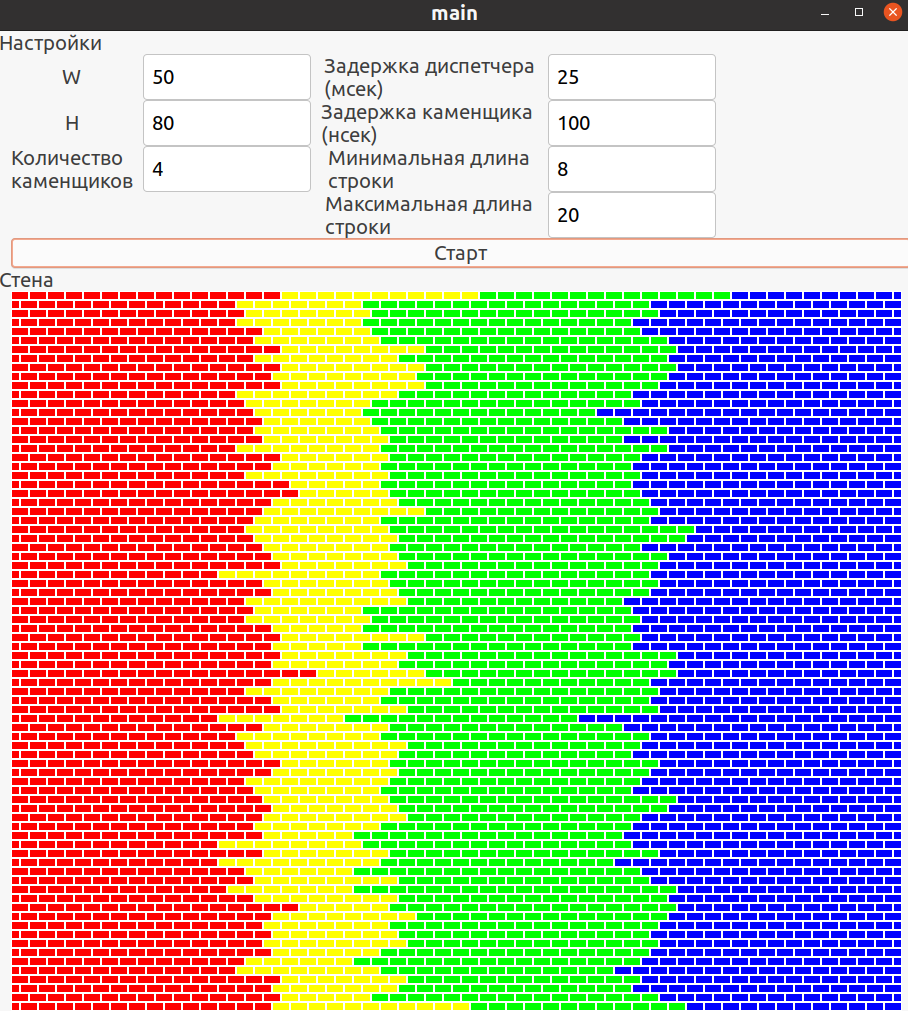 main
Настройки
W
50
Задержка диспетчера
(мсек)
25
H
80
Задержка каменщика
(нсек)
100
Количество
каменщиков
4
Минимальная длина
строки
8
Максимальная длина
строки
20
Старт
Стена